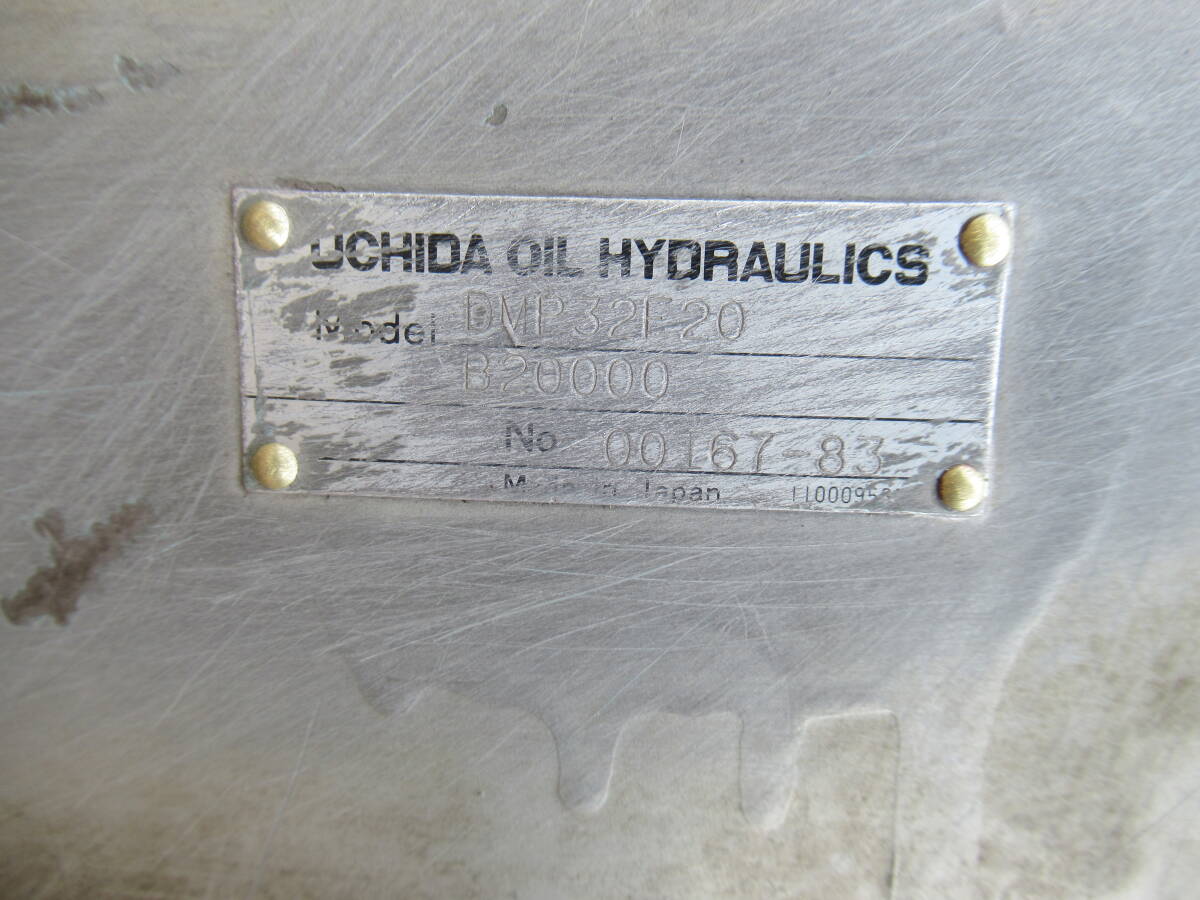 UCHIDA OIL HYDRAULICS
Model DMP32F20
B20000
No 00167-83
Made in Japan